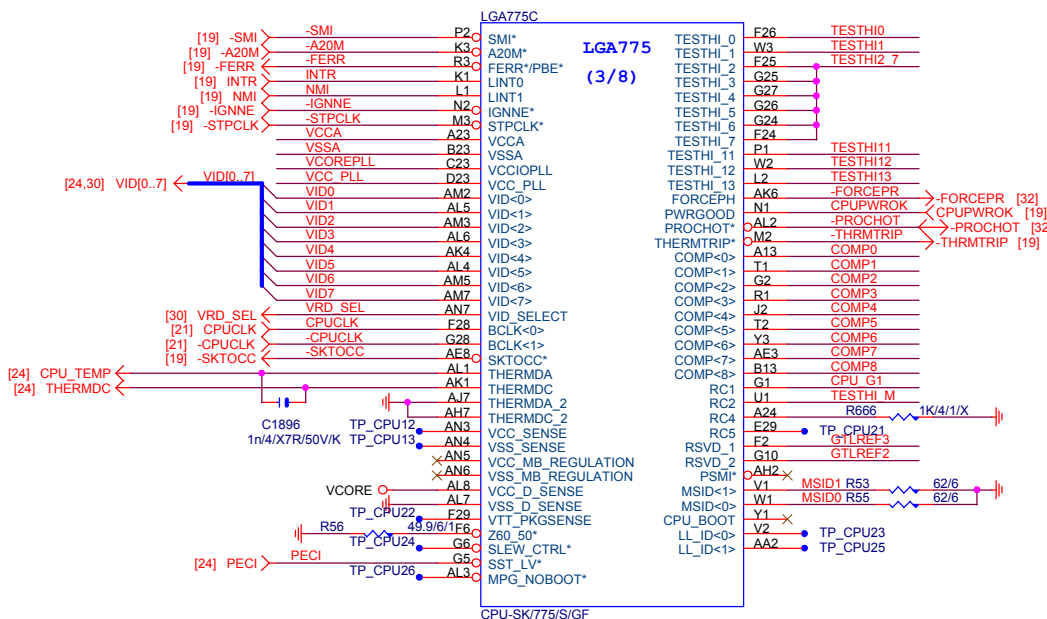 LGA775C
LGA775
(3/8)
[19] -SMI -SMI P2 SMI*
[19] -A20M -A20M K3 A20M*
[19] -FERR -FERR R3 FERR*/PBE*
[19] INTR INTR K1 LINT0
[19] NMI NMI L1 LINT1
[19] -IGNNE -IGNNE N2 IGNNE*
[19] -STPCLK -STPCLK M3 STPCLK*
VCCA A23 VCCA
VSSA B23 VSSA
VCOREPLL C23 VCCIOPLL
VCC_PLL D23 VCC_PLL
[24,30] VID[0..7] VID[0..7]
VID0 AM2 VID<0>
VID1 AL5 VID<1>
VID2 AM3 VID<2>
VID3 AL6 VID<3>
VID4 AK4 VID<4>
VID5 AL4 VID<5>
VID6 AM5 VID<6>
VID7 AM7 VID<7>
[30] VRD_SEL VRD_SEL AN7 VID_SELECT
[21] CPUCLK CPUCLK F28 BCLK<0>
[21] -CPUCLK -CPUCLK G28 BCLK<1>
[19] -SKTOCC -SKTOCC AE8 SKTOCC*
[24] CPU_TEMP AL1 THERMDA
[24] THERMDC AK1 THERMDC
AJ7 THERMDA_2
AH7 THERMDC_2
C1896
1n/4/X7R/50V/K
TP_CPU12 AN3 VCC_SENSE
TP_CPU13 AN4 VSS_SENSE
AN5 VCC_MB_REGULATION
AN6 VSS_MB_REGULATION
VCORE AL8 VCC_D_SENSE
AL7 VSS_D_SENSE
TP_CPU22 F29 VTT_PKGSENSE
R56 49.9/6/1 F6 Z60_50*
TP_CPU24 G6 SLEW_CTRL*
[24] PECI PECI G5 SST_LV*
TP_CPU26 AL3 MPG_NOBOOT*
TESTHI_0 F26 TESTHI0
TESTHI_1 W3 TESTHI1
TESTHI_2 F25 TESTHI2_7
TESTHI_3 G25
TESTHI_4 G27
TESTHI_5 G26
TESTHI_6 G24
TESTHI_7 F24
TESTHI_11 P1 TESTHI11
TESTHI_12 W2 TESTHI12
TESTHI_13 L2 TESTHI13
FORCEPH AK6 -FORCEPR -FORCEPR [32]
PWRGOOD N1 CPUPWROK CPUPWROK [19]
PROCHOT* AL2 -PROCHOT -PROCHOT [32
THERMTRIP* M2 -THRMTRIP -THRMTRIP [19]
COMP<0> A13 COMP0
COMP<1> T1 COMP1
COMP<2> G2 COMP2
COMP<3> R1 COMP3
COMP<4> J2 COMP4
COMP<5> T2 COMP5
COMP<6> Y3 COMP6
COMP<7> AE3 COMP7
COMP<8> B13 COMP8
RC1 G1 CPU_G1
RC2 U1 TESTHI_M
RC4 A24 R666 1K/4/1/X
RC5 E29 TP_CPU21
RSVD_1 F2 GTLREF3
RSVD_2 G10 GTLREF2
PSMI* AH2
MSID<1> V1 MSID1 R53 62/6
MSID<0> W1 MSID0 R55 62/6
CPU_BOOT Y1
LL_ID<0> V2 TP_CPU23
LL_ID<1> AA2 TP_CPU25
CPU-SK/775/S/GF